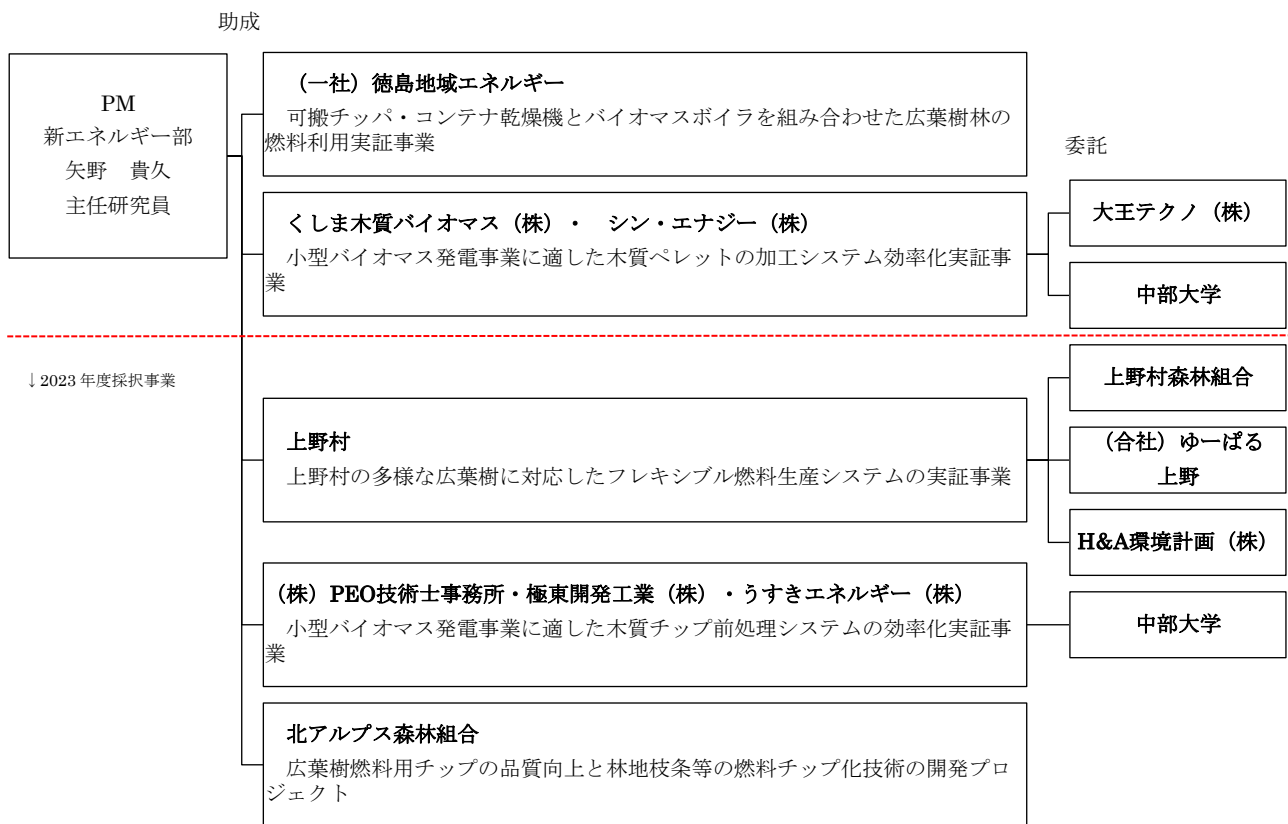 助成
PM
新エネルギー部
矢野　貴久
主任研究員
（一社）徳島地域エネルギー
可搬チッパ・コンテナ乾燥機とバイオマスボイラを組み合わせた広葉樹林の
燃料利用実証事業
委託
くしま木質バイオマス（株）・　シン・エナジー（株）
小型バイオマス発電事業に適した木質ペレットの加工システム効率化実証事
業
大王テクノ（株）
中部大学
↓2023 年度採択事業
上野村
上野村の多様な広葉樹に対応したフレキシブル燃料生産システムの実証事業
上野村森林組合
（合社）ゆーぱる
上野
H&A環境計画（株）
（株）PEO技術士事務所・極東開発工業（株）・うすきエネルギー（株）
小型バイオマス発電事業に適した木質チップ前処理システムの効率化実証事
業
中部大学
北アルプス森林組合
広葉樹燃料用チップの品質向上と林地枝条等の燃料チップ化技術の開発プロ
ジェクト